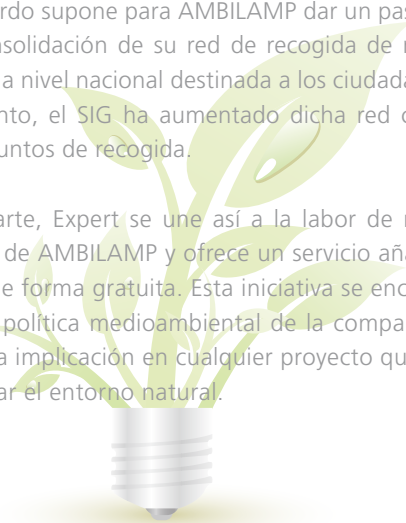 rdo supone para AMBILAMP dar un pas
nsolidación de su red de recogida de r
a nivel nacional destinada a los ciudada
nto, el SIG ha aumentado dicha red c
untos de recogida.
arte, Expert se une así a la labor de r
de AMBILAMP y ofrece un servicio aña
e forma gratuita. Esta iniciativa se enc
política medioambiental de la compa
a implicación en cualquier proyecto qu
ar el entorno natural.